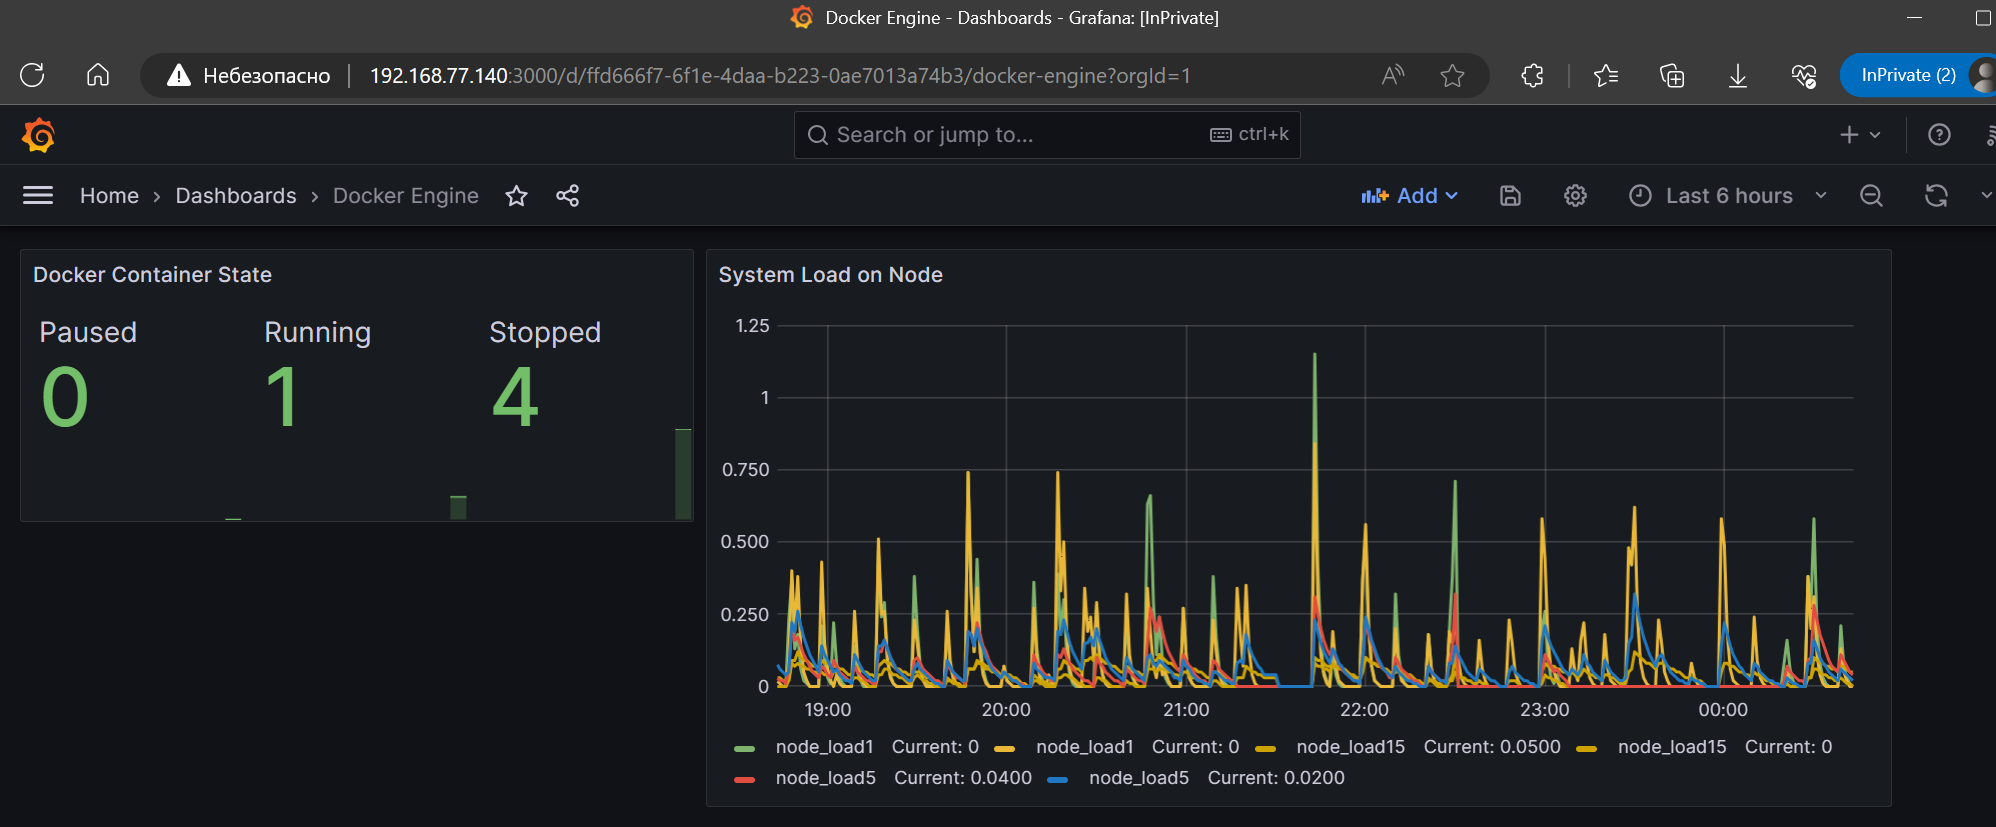 Docker Engine - Dashboards - Grafana: [InPrivate]
Небезопасно 192.168.77.140:3000/d/ffd666f7-6f1e-4daa-b223-0ae7013a74b3/docker-engine?orgId=1 InPrivate (2)
Search or jump to... ctrl+k
Home › Dashboards › Docker Engine Add Last 6 hours
Docker Container State
Paused Running Stopped
0 1 4
System Load on Node
1.25
1
0.750
0.500
0.250
0
19:00 20:00 21:00 22:00 23:00 00:00
node_load1 Current: 0 node_load1 Current: 0 node_load15 Current: 0.0500 node_load15 Current: 0
node_load5 Current: 0.0400 node_load5 Current: 0.0200